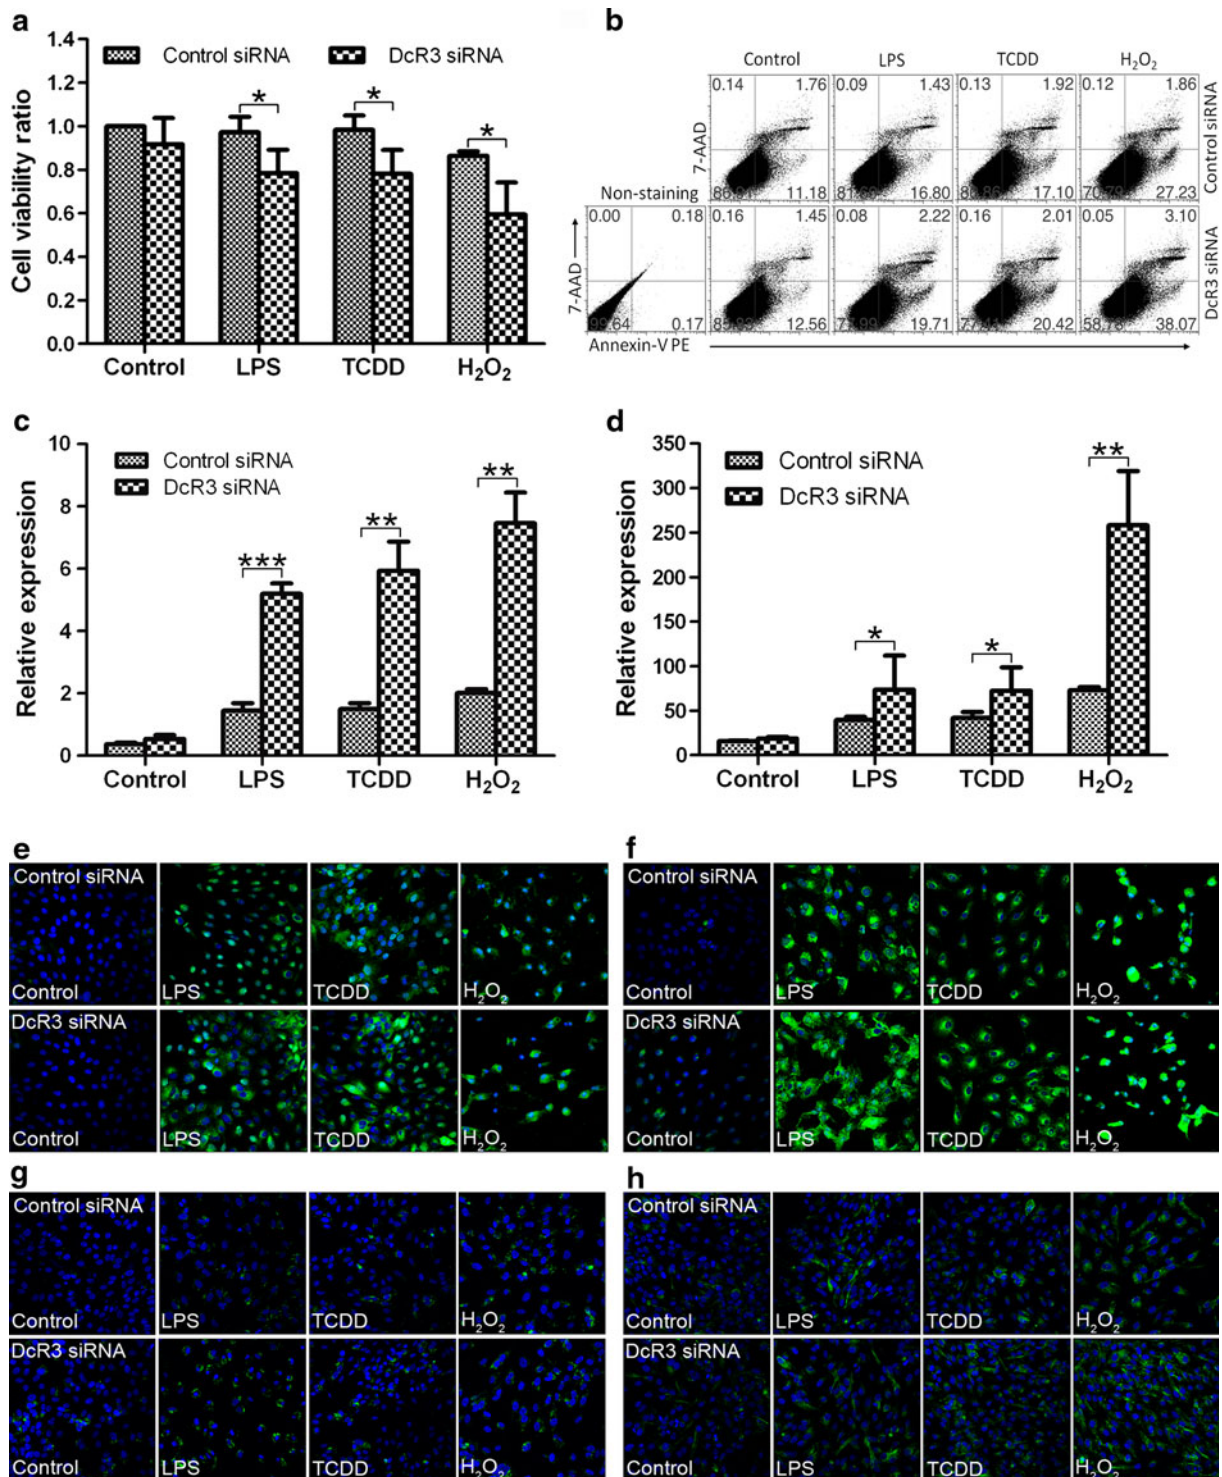 a
Control siRNA
DcR3 siRNA
Cell viability ratio
1.4
1.2
1.0
0.8
0.6
0.4
0.2
0.0
*
*
*
Control
LPS
TCDD
H₂O₂
b
Control
LPS
TCDD
H₂O₂
0.14
1.76
0.09
1.43
0.13
1.92
0.12
1.86
7-AAD
Control siRNA
11.18
16.80
17.10
27.23
Non-staining
0.00
0.18
0.16
1.45
0.08
2.22
0.16
2.01
0.05
3.10
7-AAD
DcR3 siRNA
99.64
0.17
12.56
19.71
20.42
38.07
Annexin-V PE
c
Control siRNA
DcR3 siRNA
Relative expression
10
8
6
4
2
0
***
**
**
Control
LPS
TCDD
H₂O₂
d
Control siRNA
DcR3 siRNA
Relative expression
350
300
250
200
150
100
50
0
*
*
**
Control
LPS
TCDD
H₂O₂
e
Control siRNA
Control
LPS
TCDD
H₂O₂
DcR3 siRNA
Control
LPS
TCDD
H₂O₂
f
Control siRNA
Control
LPS
TCDD
H₂O₂
DcR3 siRNA
Control
LPS
TCDD
H₂O₂
g
Control siRNA
Control
LPS
TCDD
H₂O₂
DcR3 siRNA
Control
LPS
TCDD
H₂O₂
h
Control siRNA
Control
LPS
TCDD
H₂O₂
DcR3 siRNA
Control
LPS
TCDD
H₂O₂